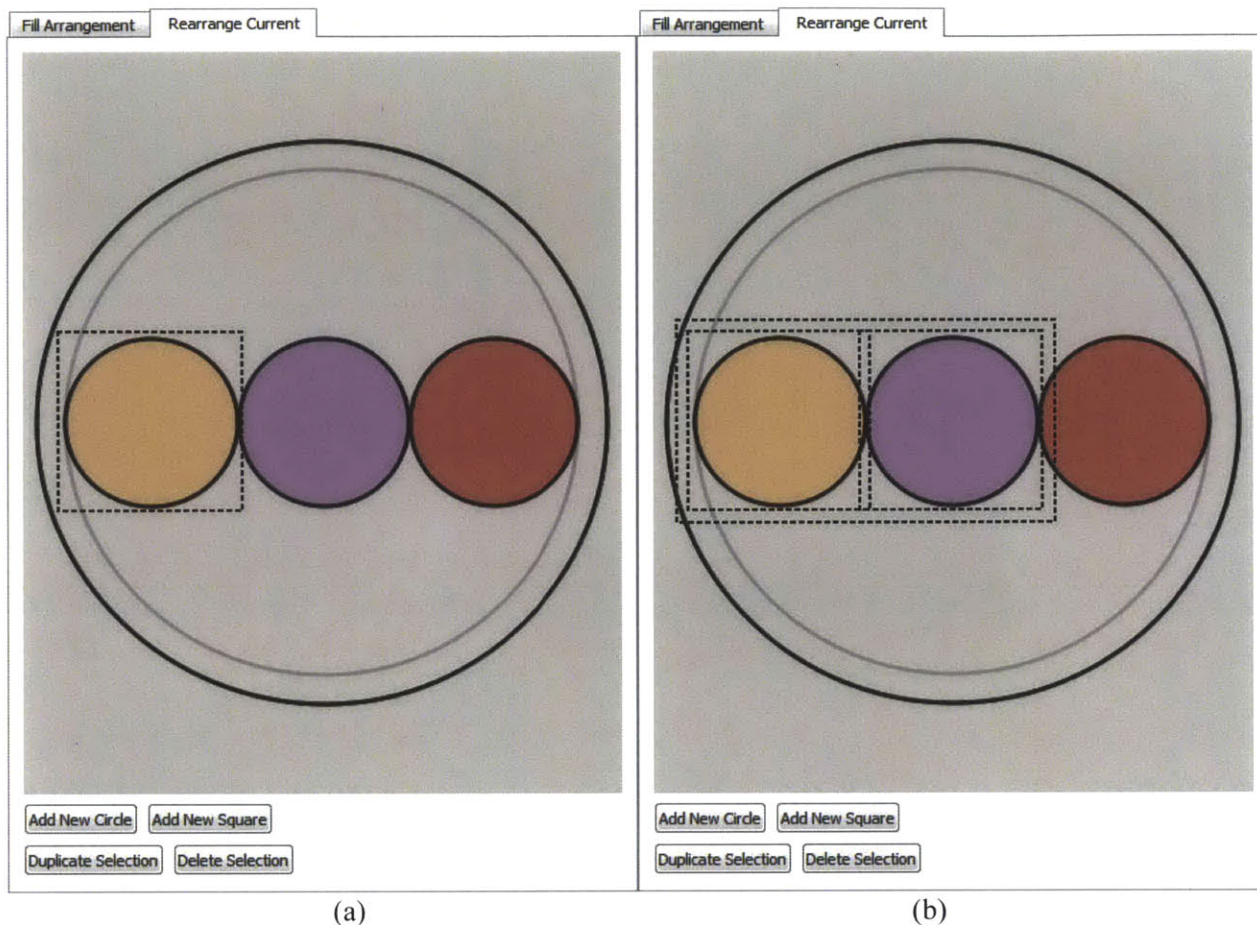 Fill Arrangement Rearrange Current
Add New Circle Add New Square
Duplicate Selection Delete Selection
(a)
Fill Arrangement Rearrange Current
Add New Circle Add New Square
Duplicate Selection Delete Selection
(b)